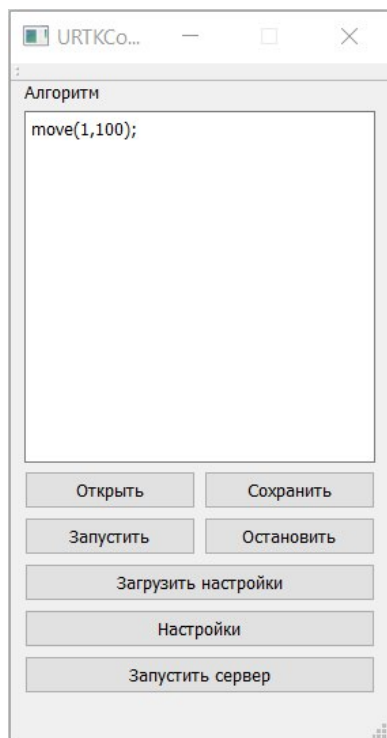 URTKCo...
Алгоритм
move(1,100);
Открыть
Сохранить
Запустить
Остановить
Загрузить настройки
Настройки
Запустить сервер